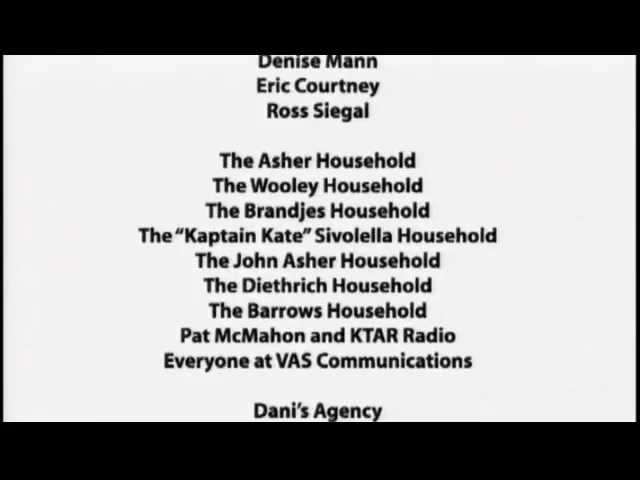 Denise Mann
Eric Courtney
Ross Siegal
The Asher Household
The Wooley Household
The Brandjes Household
The “Kaptain Kate” Sivolella Household
The John Asher Household
The Diethrich Household
The Barrows Household
Pat McMahon and KTAR Radio
Everyone at VAS Communications
Dani’s Agency